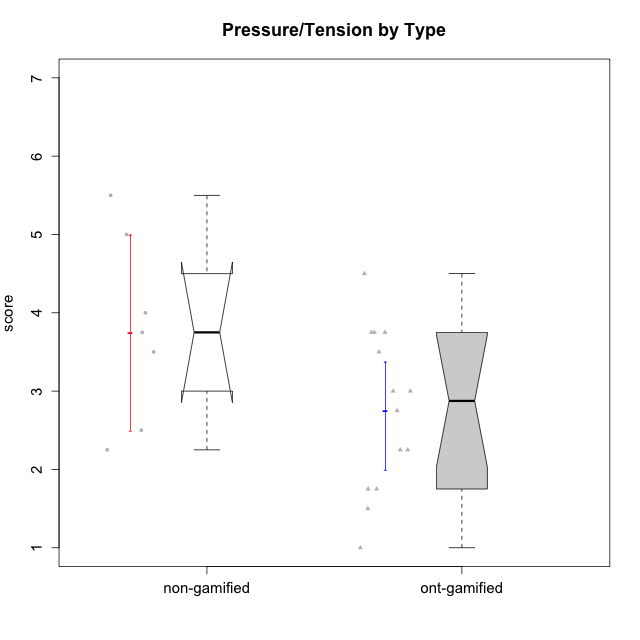 Pressure/Tension by Type
7
6
5
4
3
2
1
score
non-gamified
ont-gamified